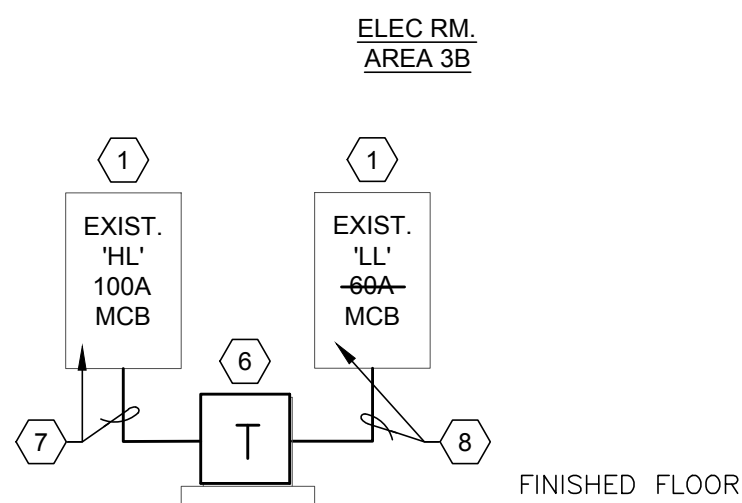 ELEC RM.
AREA 3B
1
1
EXIST.
'HL'
100A
MCB
EXIST.
'LL'
60A
MCB
6
7
T
8
FINISHED FLOOR